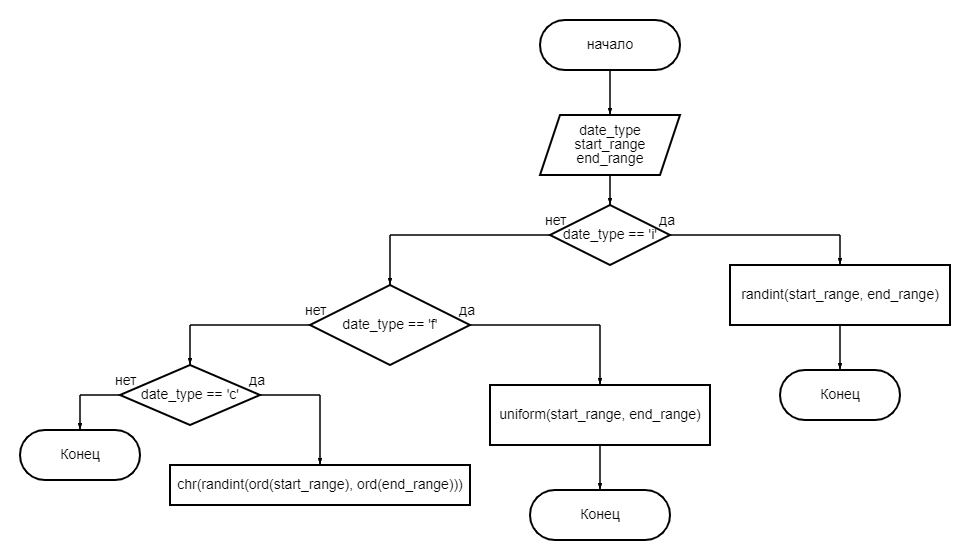 начало
date_type
start_range
end_range
нет
да
date_type == 'i'
randint(start_range, end_range)
нет
да
date_type == 'f'
нет
да
date_type == 'c'
Конец
uniform(start_range, end_range)
Конец
chr(randint(ord(start_range), ord(end_range)))
Конец